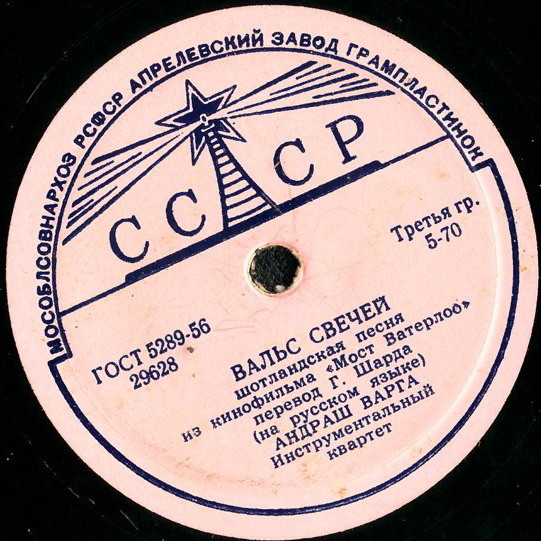 МОСОБЛСОВНАРХОЗ РСФСР АПРЕЛЕВСКИЙ ЗАВОД ГРАМПЛАСТИНОК
СССР
Третья гр.
5-70
ГОСТ 5289-56
29628
ВАЛЬС СВЕЧЕЙ
шотландская песня
из кинофильма «Мост Ватерлоо»
перевод Г. Шарда
(на русском языке)
АНДРАШ ВАРГА
Инструментальный
квартет